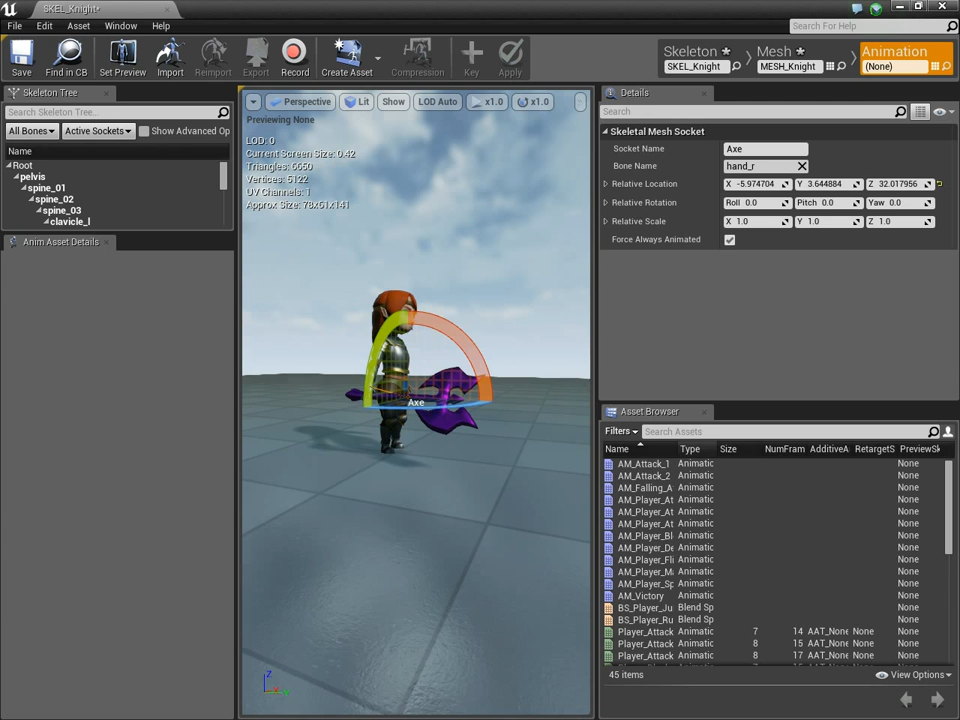 SKEL_Knight*
File Edit Asset Window Help
Search For Help
Save Find in CB Set Preview Import Reimport Export Record Create Asset Compression Key Apply
Skeleton * Mesh * Animation
SKEL_Knight MESH_Knight (None)
Skeleton Tree
Search Skeleton Tree...
All Bones Active Sockets Show Advanced Op
Name
Root
pelvis
spine_01
spine_02
spine_03
clavicle_l
Anim Asset Details
Perspective Lit Show LOD Auto x1.0 x1.0
Previewing None
LOD: 0
Current Screen Size: 0.42
Triangles: 6650
Vertices: 5122
UV Channels: 1
Approx Size: 78x61x141
Axe
Z
Details
Search
Skeletal Mesh Socket
Socket Name Axe
Bone Name hand_r
Relative Location X -5.974704 Y 3.644884 Z 32.017956
Relative Rotation Roll 0.0 Pitch 0.0 Yaw 0.0
Relative Scale X 1.0 Y 1.0 Z 1.0
Force Always Animated
Asset Browser
Filters Search Assets
Name Type Size NumFram AdditiveA RetargetS PreviewSk
AM_Attack_1 Animatic None
AM_Attack_2 Animatic None
AM_Falling_A Animatic None
AM_Player_At Animatic None
AM_Player_At Animatic None
AM_Player_At Animatic None
AM_Player_Bl Animatic None
AM_Player_De Animatic None
AM_Player_Fli Animatic None
AM_Player_Ma Animatic None
AM_Player_Sp Animatic None
AM_Victory Animatic None
BS_Player_Ju Blend Sp None
BS_Player_Ru Blend Sp None
Player_Attack Animatic 7 14 AAT_None None None
Player_Attack Animatic 8 15 AAT_None None None
Player_Attack Animatic 8 17 AAT_None None None
45 items View Options